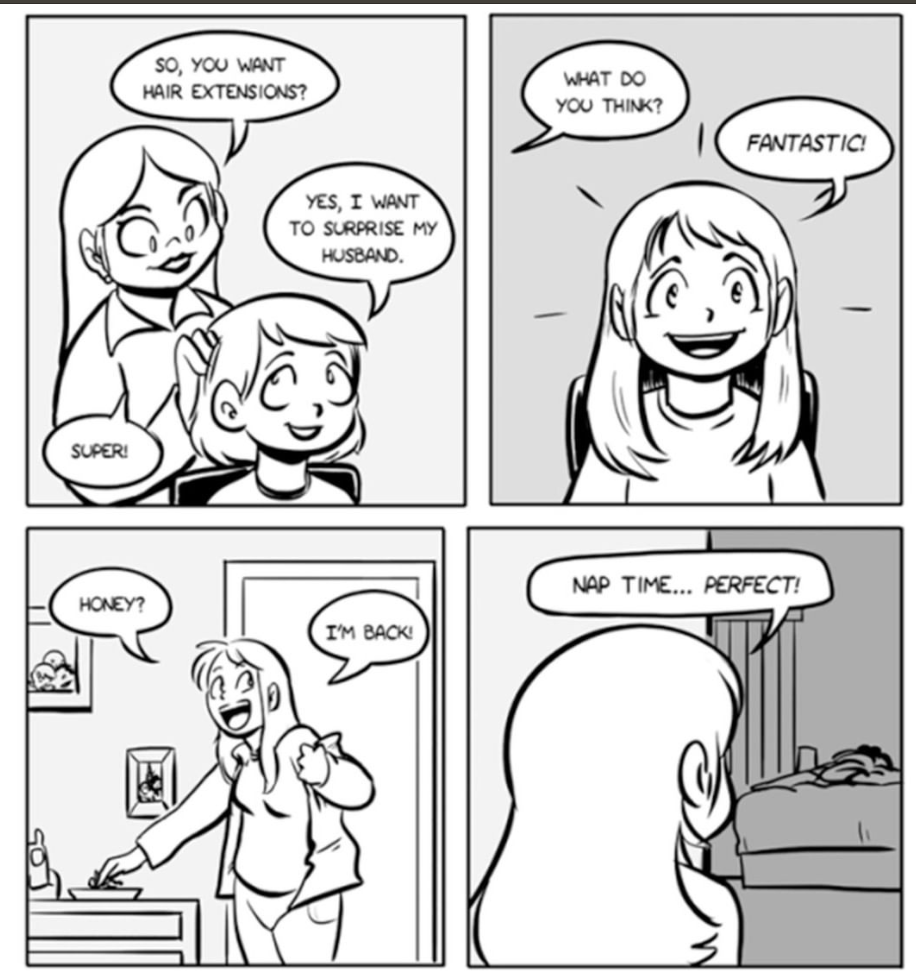 SO, YOU WANT
HAIR EXTENSIONS?
YES, I WANT
TO SURPRISE MY
HUSBAND.
SUPER!
WHAT DO
YOU THINK?
FANTASTIC!
HONEY?
I'M BACK!
NAP TIME... PERFECT!